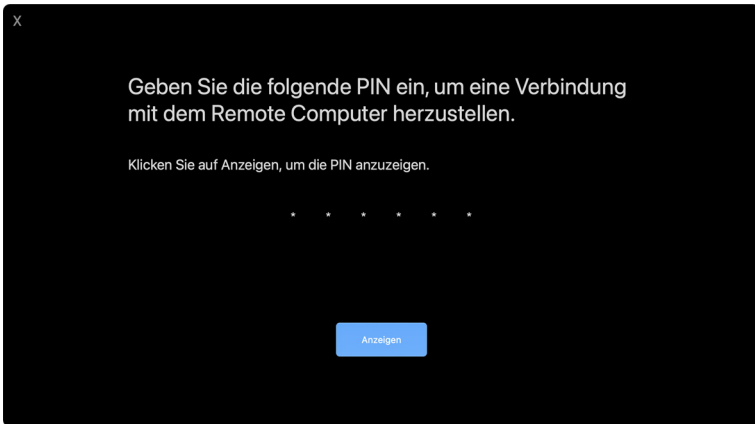 X
Geben Sie die folgende PIN ein, um eine Verbindung
mit dem Remote Computer herzustellen.
Klicken Sie auf Anzeigen, um die PIN anzuzeigen.
* * * * * *
Anzeigen